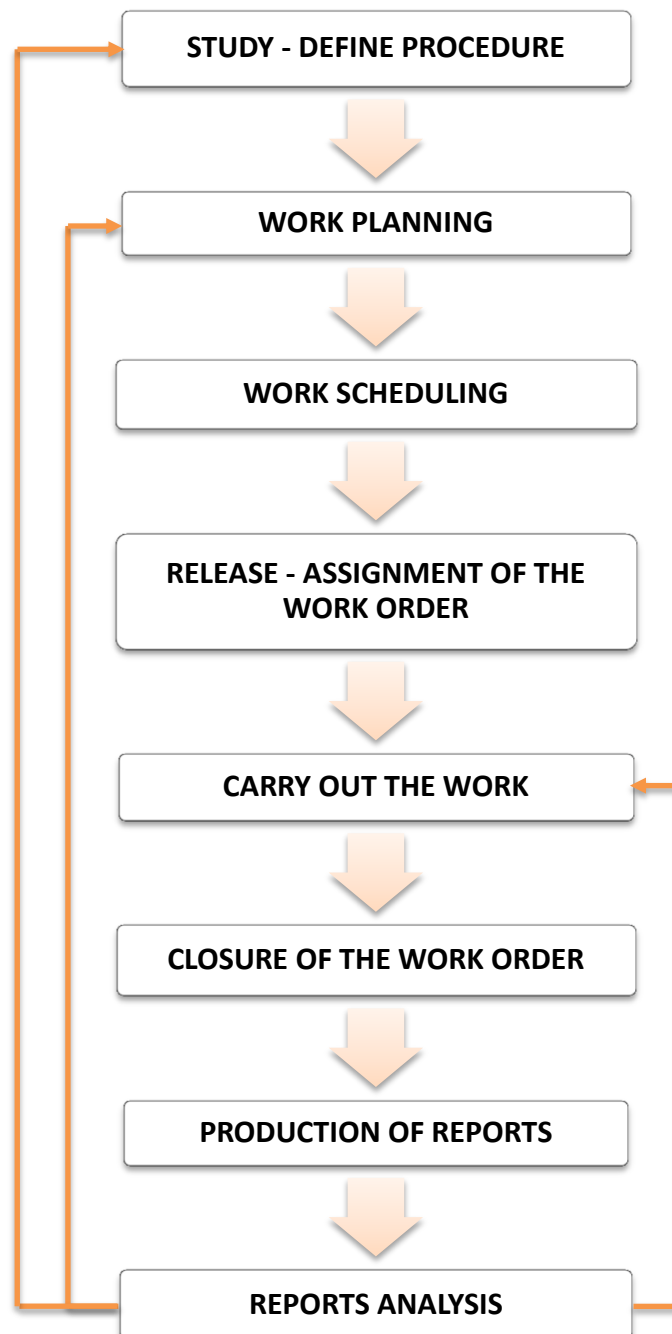 STUDY - DEFINE PROCEDURE
WORK PLANNING
WORK SCHEDULING
RELEASE - ASSIGNMENT OF THE
WORK ORDER
CARRY OUT THE WORK
CLOSURE OF THE WORK ORDER
PRODUCTION OF REPORTS
REPORTS ANALYSIS